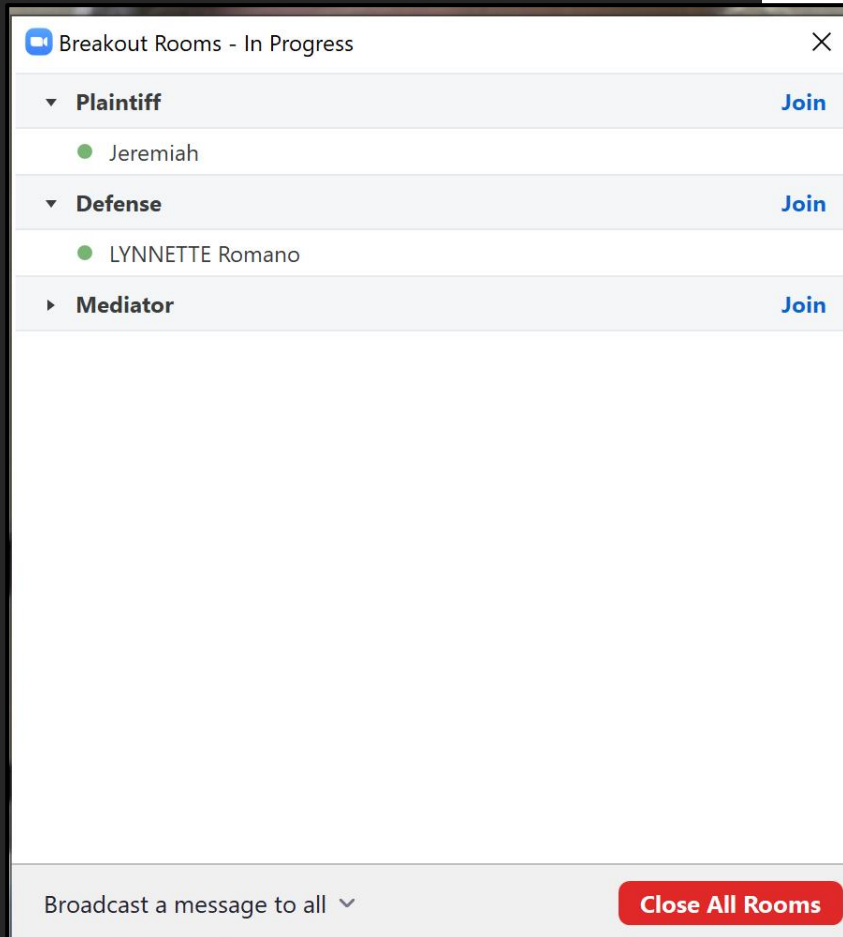 Breakout Rooms - In Progress
Plaintiff Join
Jeremiah
Defense Join
LYNNETTE Romano
Mediator Join
Broadcast a message to all Close All Rooms